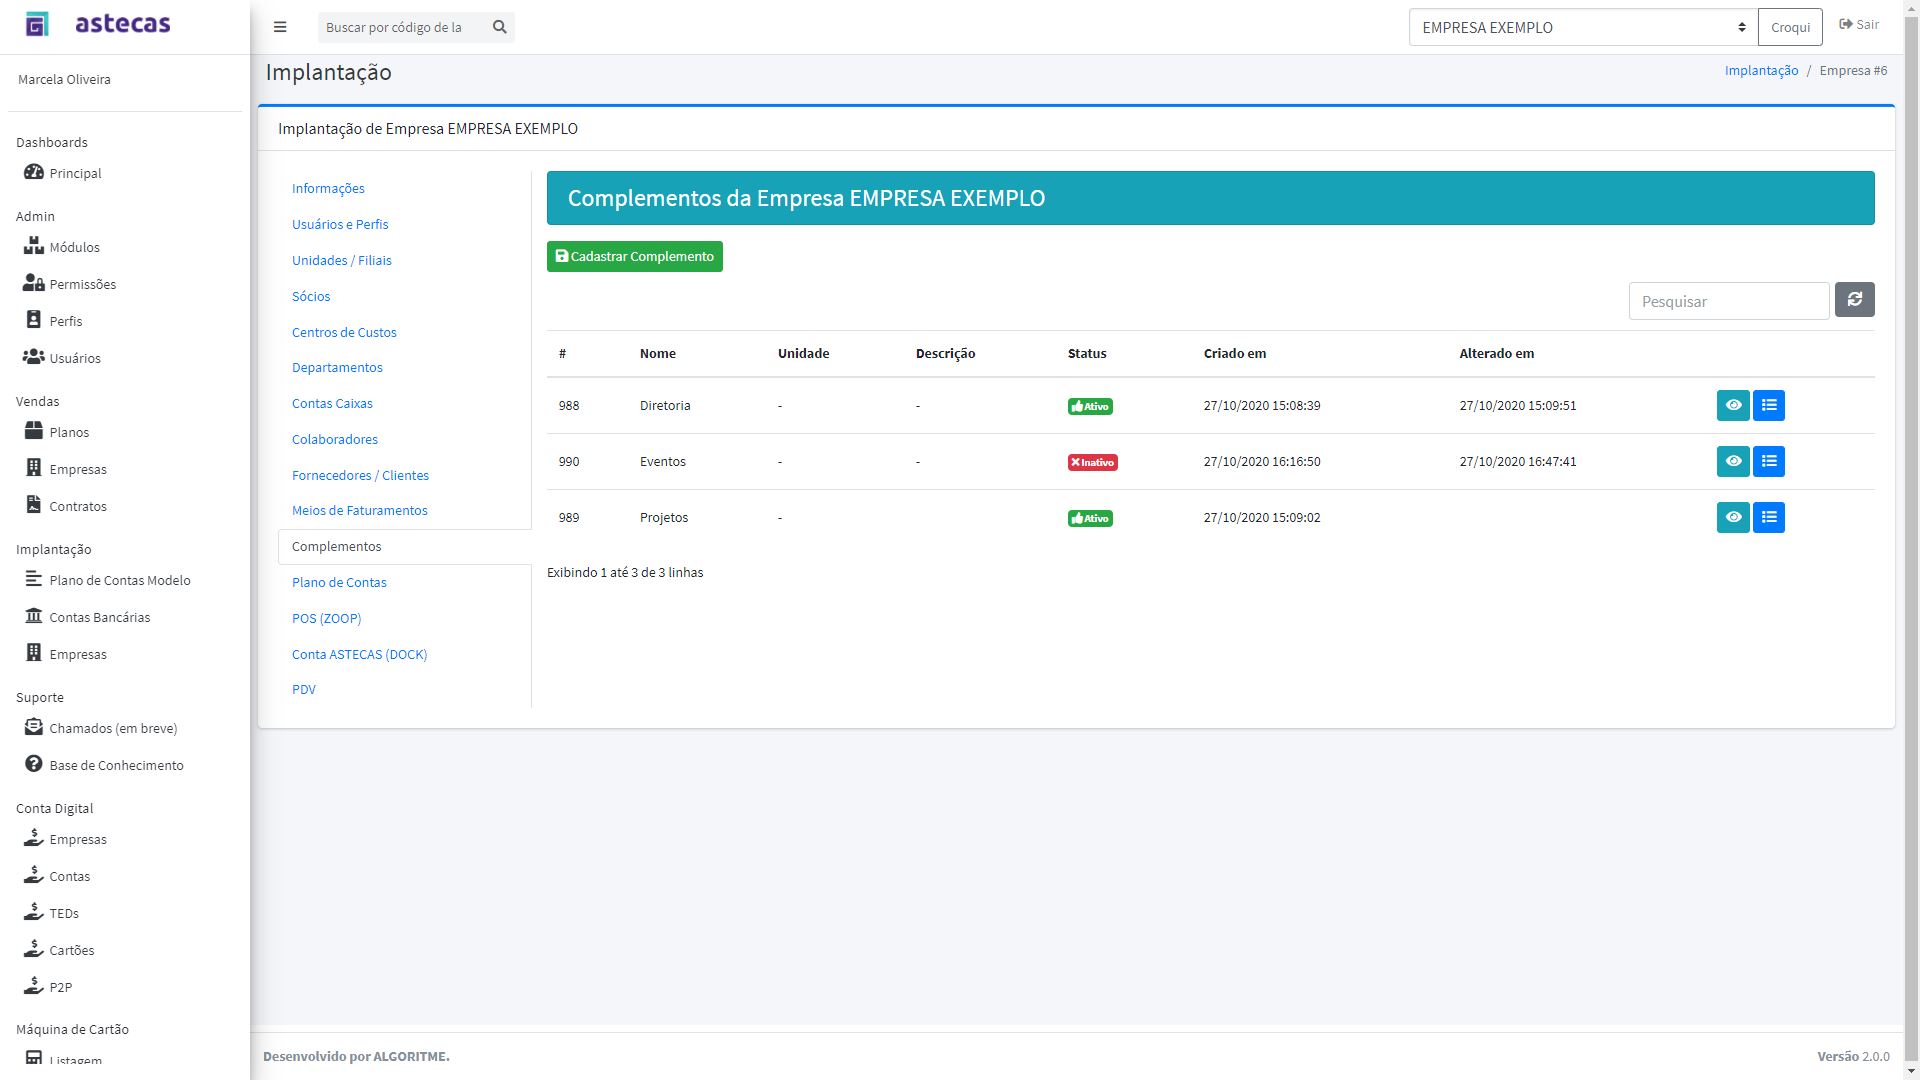 astecas
Buscar por código de la
EMPRESA EXEMPLO
Croqui
Sair
Marcela Oliveira
Dashboards
Principal
Admin
Módulos
Permissões
Perfis
Usuários
Vendas
Planos
Empresas
Contratos
Implantação
Plano de Contas Modelo
Contas Bancárias
Empresas
Suporte
Chamados (em breve)
Base de Conhecimento
Conta Digital
Empresas
Contas
TEDs
Cartões
P2P
Máquina de Cartão
Listagem
Implantação
Implantação / Empresa #6
Implantação de Empresa EMPRESA EXEMPLO
Informações
Usuários e Perfis
Unidades / Filiais
Sócios
Centros de Custos
Departamentos
Contas Caixas
Colaboradores
Fornecedores / Clientes
Meios de Faturamentos
Complementos
Plano de Contas
POS (ZOOP)
Conta ASTECAS (DOCK)
PDV
Complementos da Empresa EMPRESA EXEMPLO
Cadastrar Complemento
Pesquisar
# Nome Unidade Descrição Status Criado em Alterado em
988 Diretoria - - Ativo 27/10/2020 15:08:39 27/10/2020 15:09:51
990 Eventos - - Inativo 27/10/2020 16:16:50 27/10/2020 16:47:41
989 Projetos - Ativo 27/10/2020 15:09:02
Exibindo 1 até 3 de 3 linhas
Desenvolvido por ALGORITME.
Versão 2.0.0